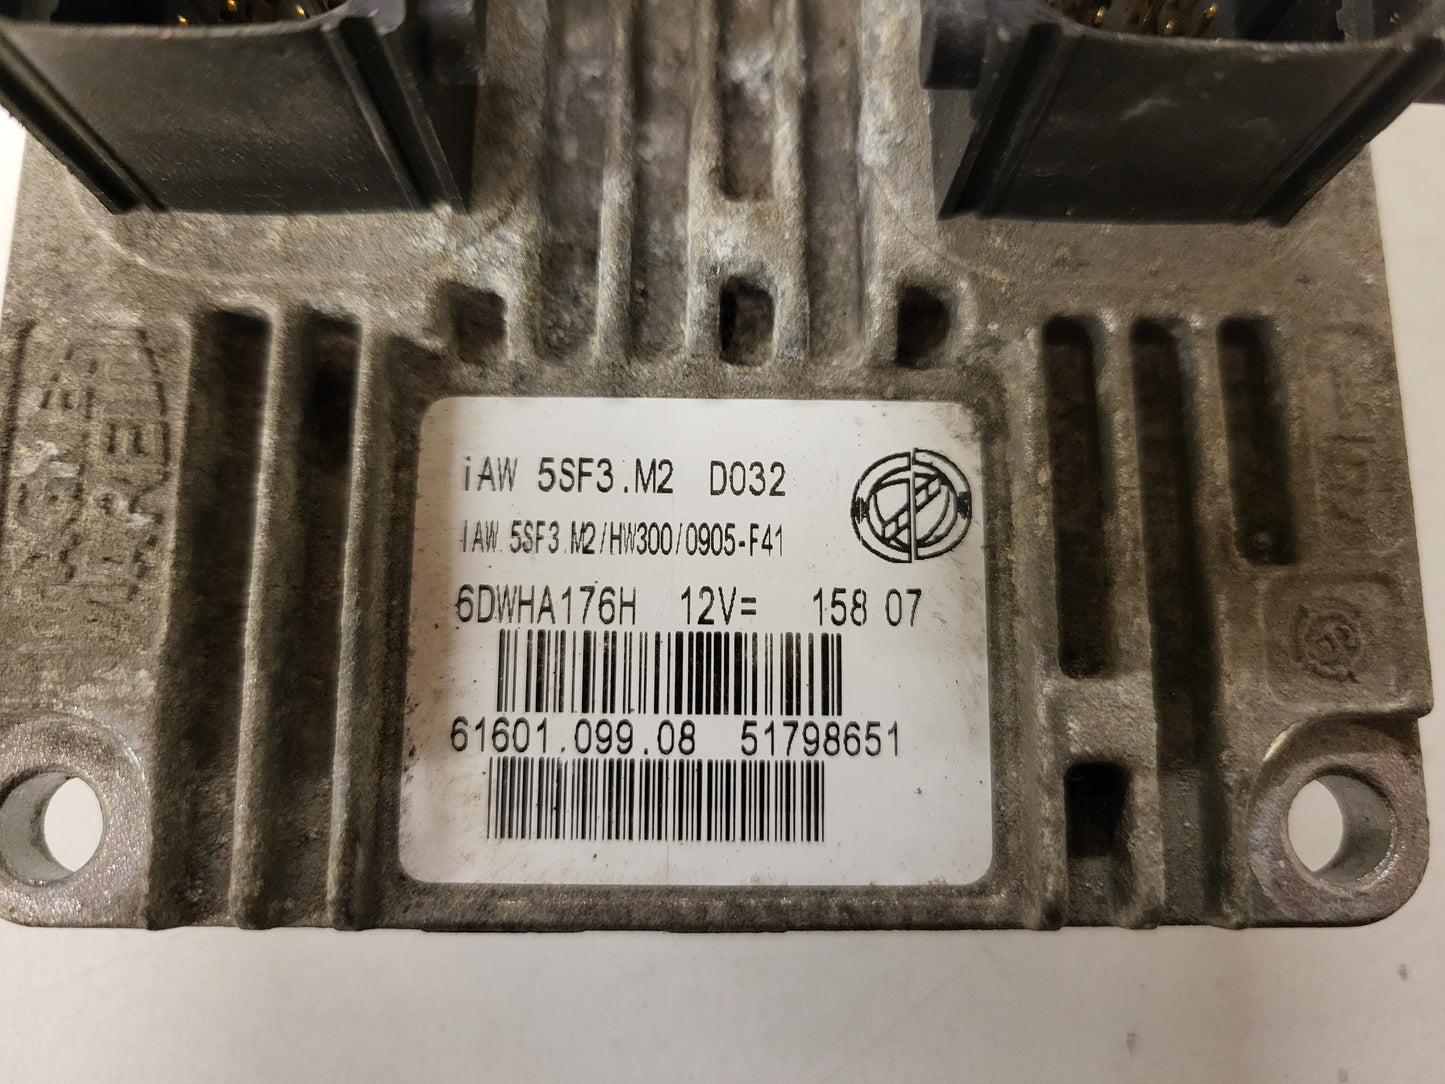 iAW 5SF3.M2 D032
IAW 5SF3.M2/HW300/0905-F41
6DWHA176H 12V= 158 07
61601.099.08 51798651